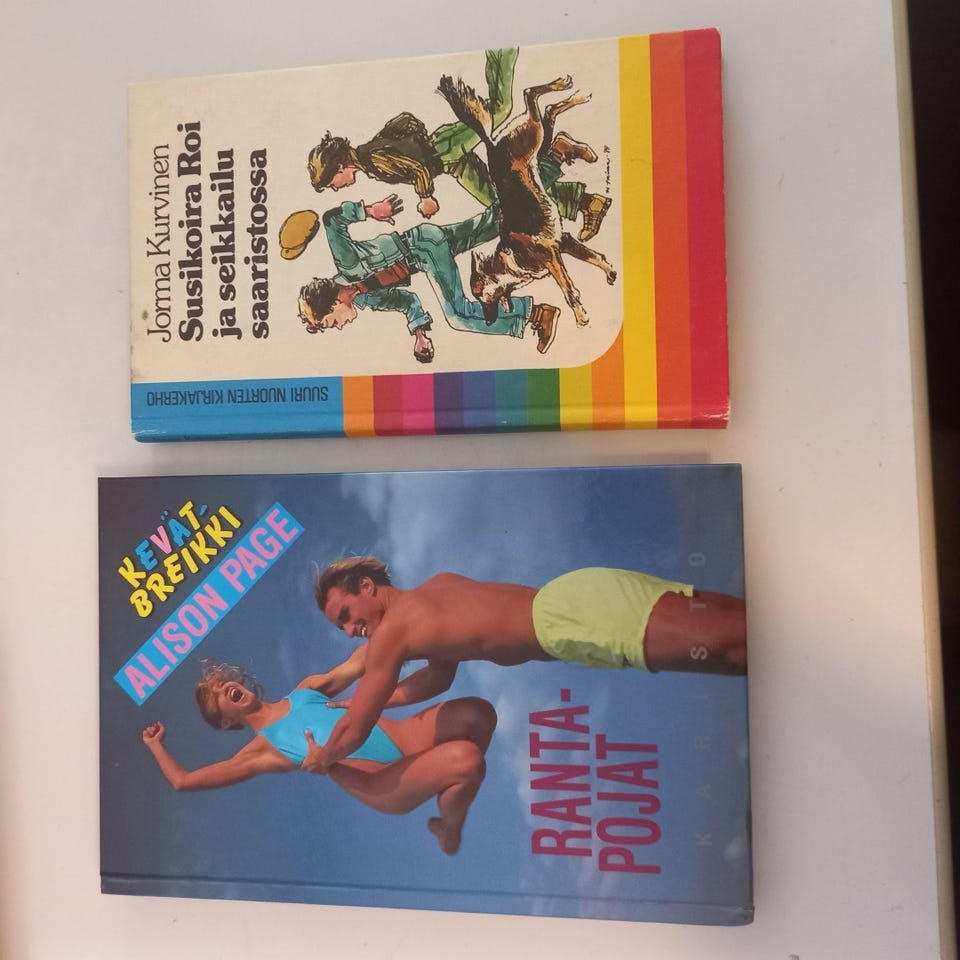 Jorma Kurvinen
Susikoira Roi
ja seikkailu
saaristossa
SUURI NUORTEN KIRJAKERHO
KEVÄT-
BREIKKI
ALISON PAGE
RANTA-
POJAT
KARISTO